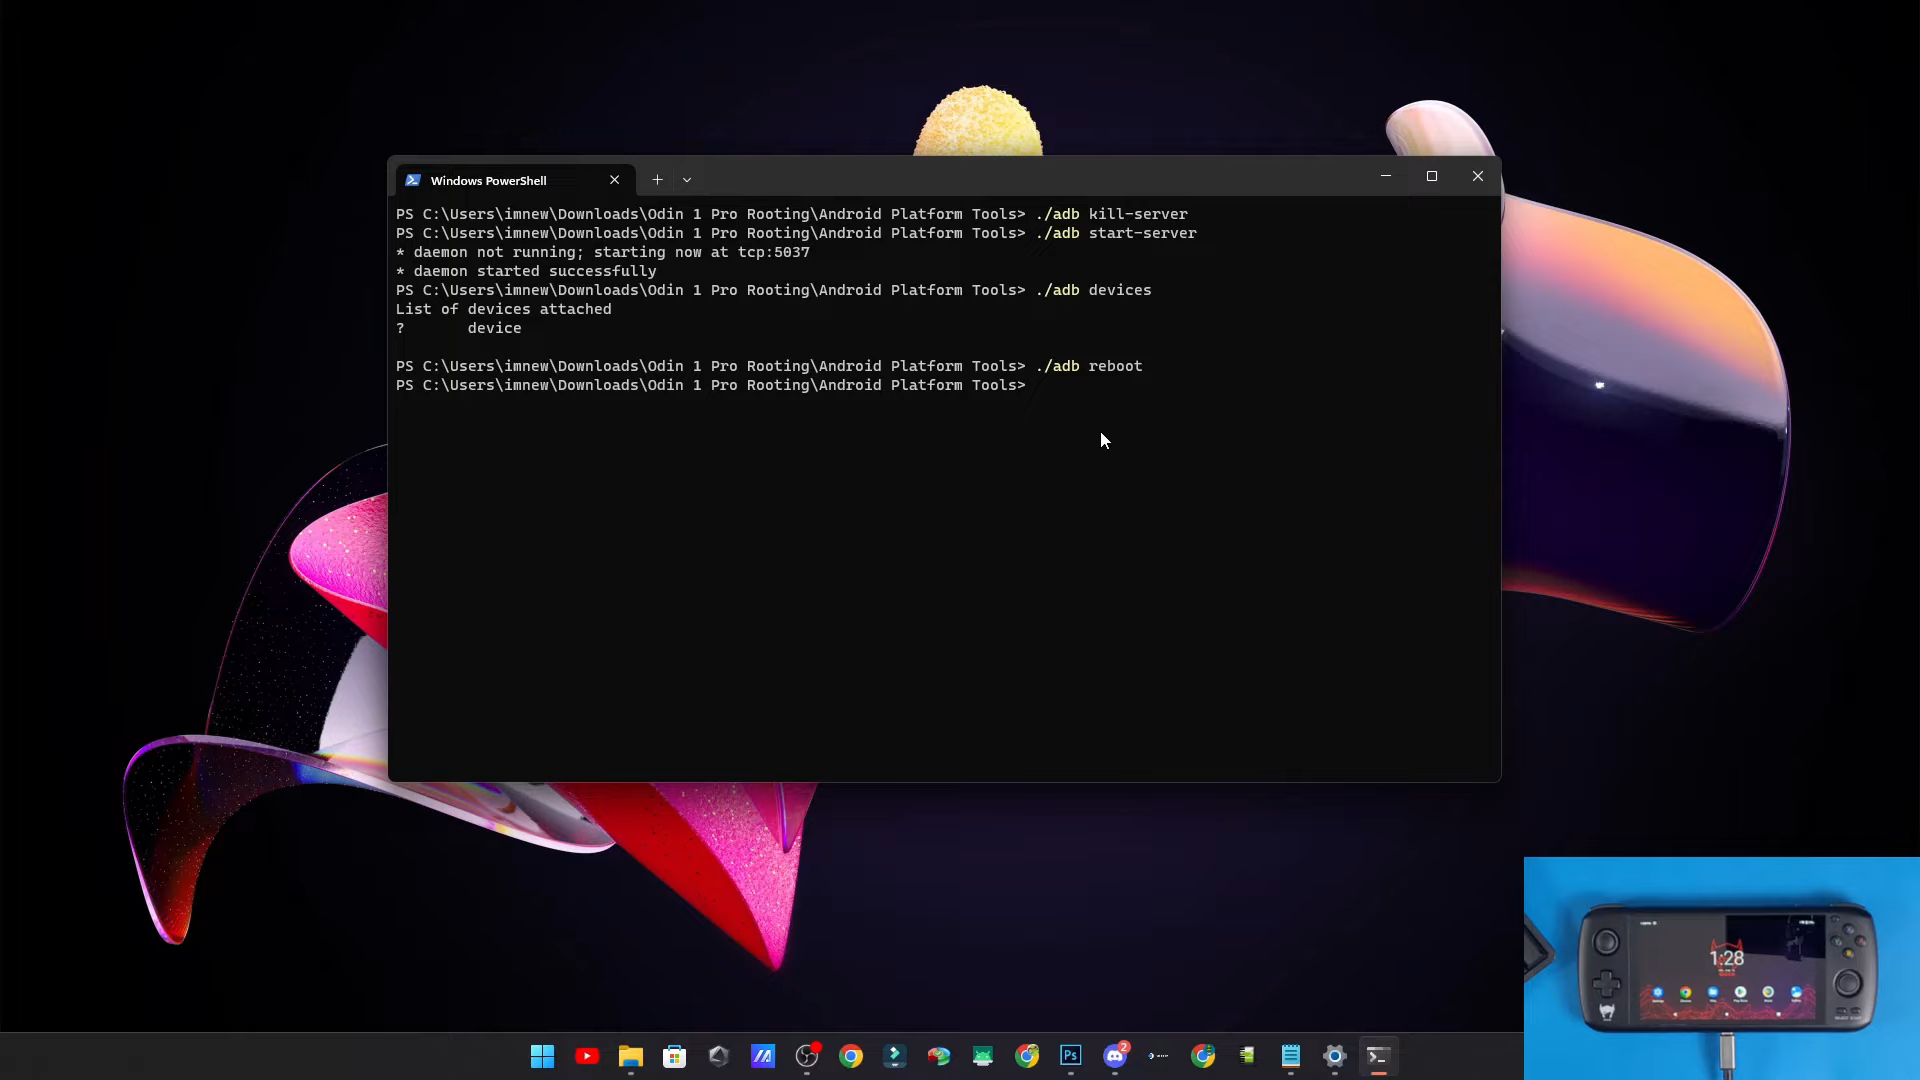 Windows PowerShell
PS C:\Users\imnew\Downloads\Odin 1 Pro Rooting\Android Platform Tools> ./adb kill-server
PS C:\Users\imnew\Downloads\Odin 1 Pro Rooting\Android Platform Tools> ./adb start-server
* daemon not running; starting now at tcp:5037
* daemon started successfully
PS C:\Users\imnew\Downloads\Odin 1 Pro Rooting\Android Platform Tools> ./adb devices
List of devices attached
?       device
PS C:\Users\imnew\Downloads\Odin 1 Pro Rooting\Android Platform Tools> ./adb reboot
PS C:\Users\imnew\Downloads\Odin 1 Pro Rooting\Android Platform Tools>
1:28
Ps
2